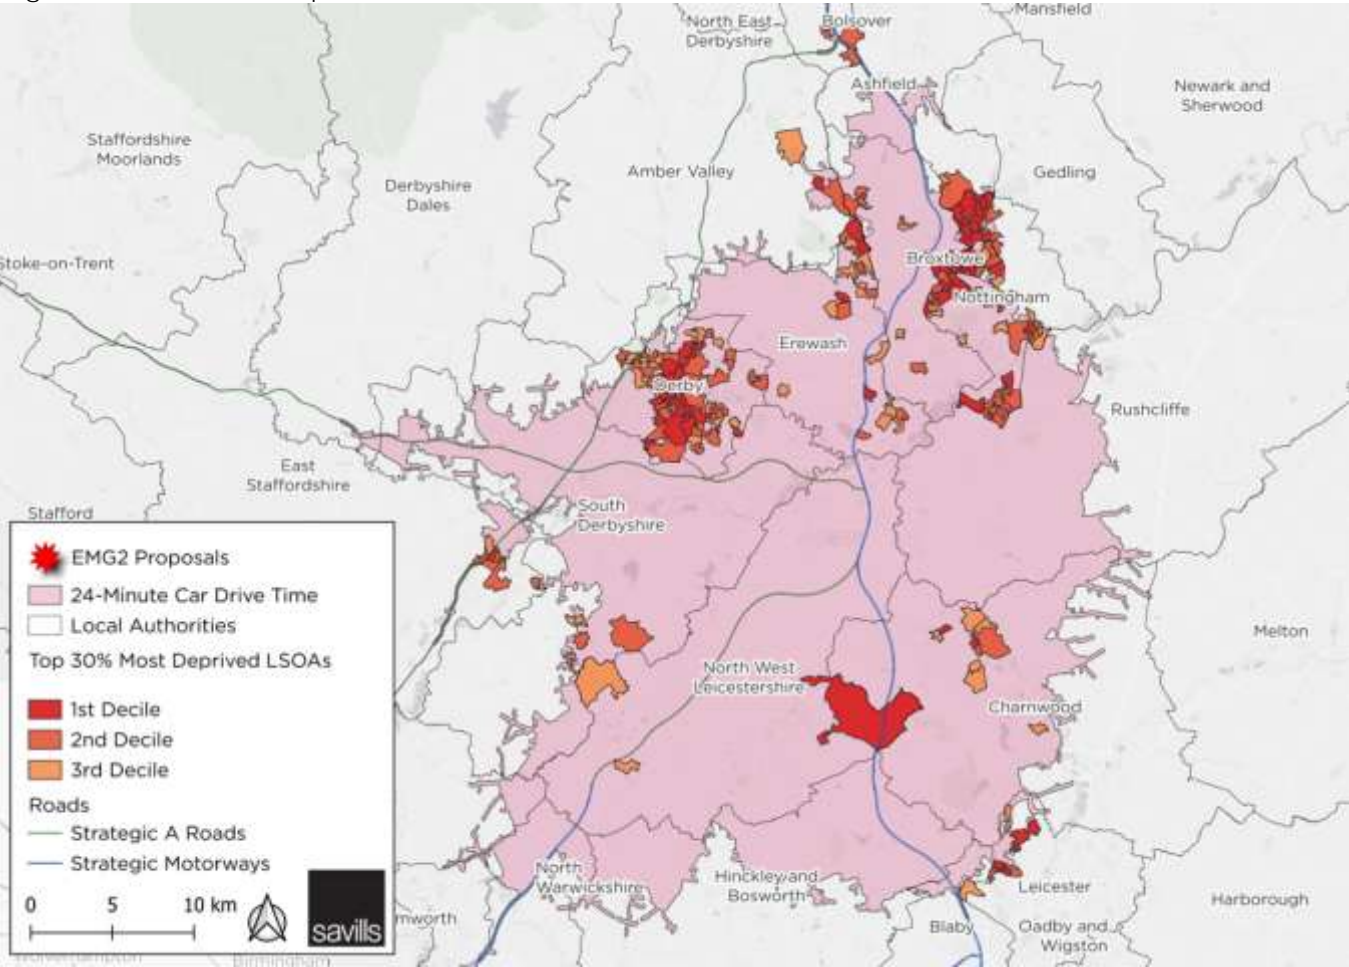 Mansfield
North East
Derbyshire
Bolsover
Ashfield
Newark and
Sherwood
Staffordshire
Moorlands
Amber Valley
Gedling
Derbyshire
Dales
Stoke-on-Trent
Broxtowe
Nottingham
Erewash
Derby
Rushcliffe
East
Staffordshire
Stafford
South
Derbyshire
EMG2 Proposals
24-Minute Car Drive Time
Local Authorities
Top 30% Most Deprived LSOAs
1st Decile
2nd Decile
3rd Decile
Roads
Strategic A Roads
Strategic Motorways
0 5 10 km
savills
Melton
North West
Leicestershire
Charnwood
North
Warwickshire
Hinckley and
Bosworth
Leicester
Harborough
mworth
Blaby
Oadby and
Wigston
Wolverhampton
Birmingham